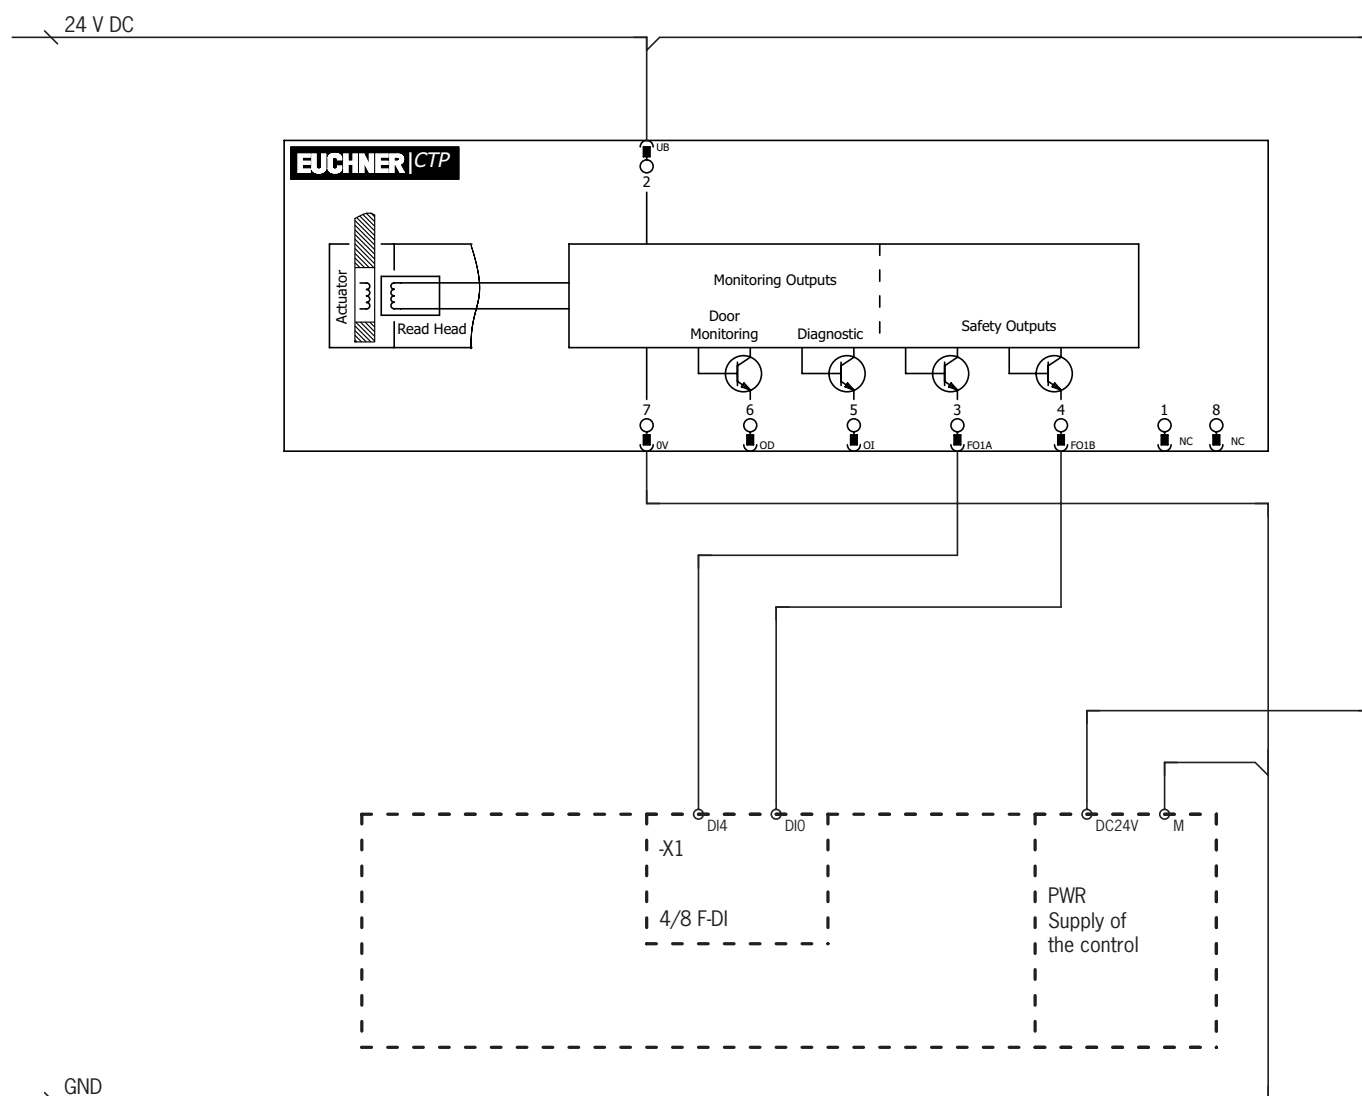 24 V DC
UB
EUCHNER CTP
2
Actuator
Read Head
Monitoring Outputs
Door
Monitoring
Diagnostic
Safety Outputs
7
6
5
3
4
1
8
0V
OD
OI
FO1A
FO1B
NC
NC
DI4
DI0
DC24V
M
-X1
4/8 F-DI
PWR
Supply of
the control
GND